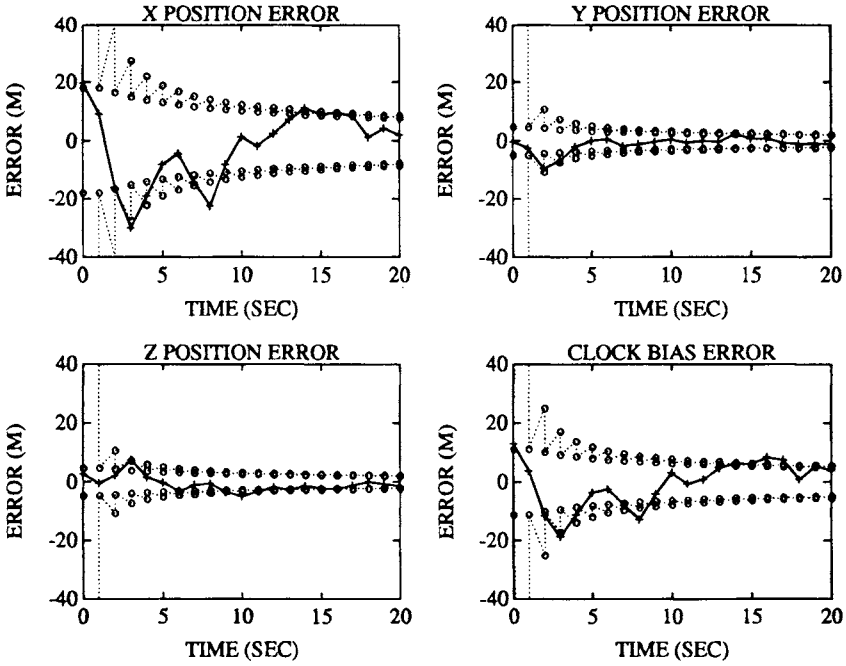 X POSITION ERROR
40
20
0
-20
-40
ERROR (M)
0 5 10 15 20
TIME (SEC)
Y POSITION ERROR
40
20
0
-20
-40
ERROR (M)
0 5 10 15 20
TIME (SEC)
Z POSITION ERROR
40
20
0
-20
-40
ERROR (M)
0 5 10 15 20
TIME (SEC)
CLOCK BIAS ERROR
40
20
0
-20
-40
ERROR (M)
0 5 10 15 20
TIME (SEC)